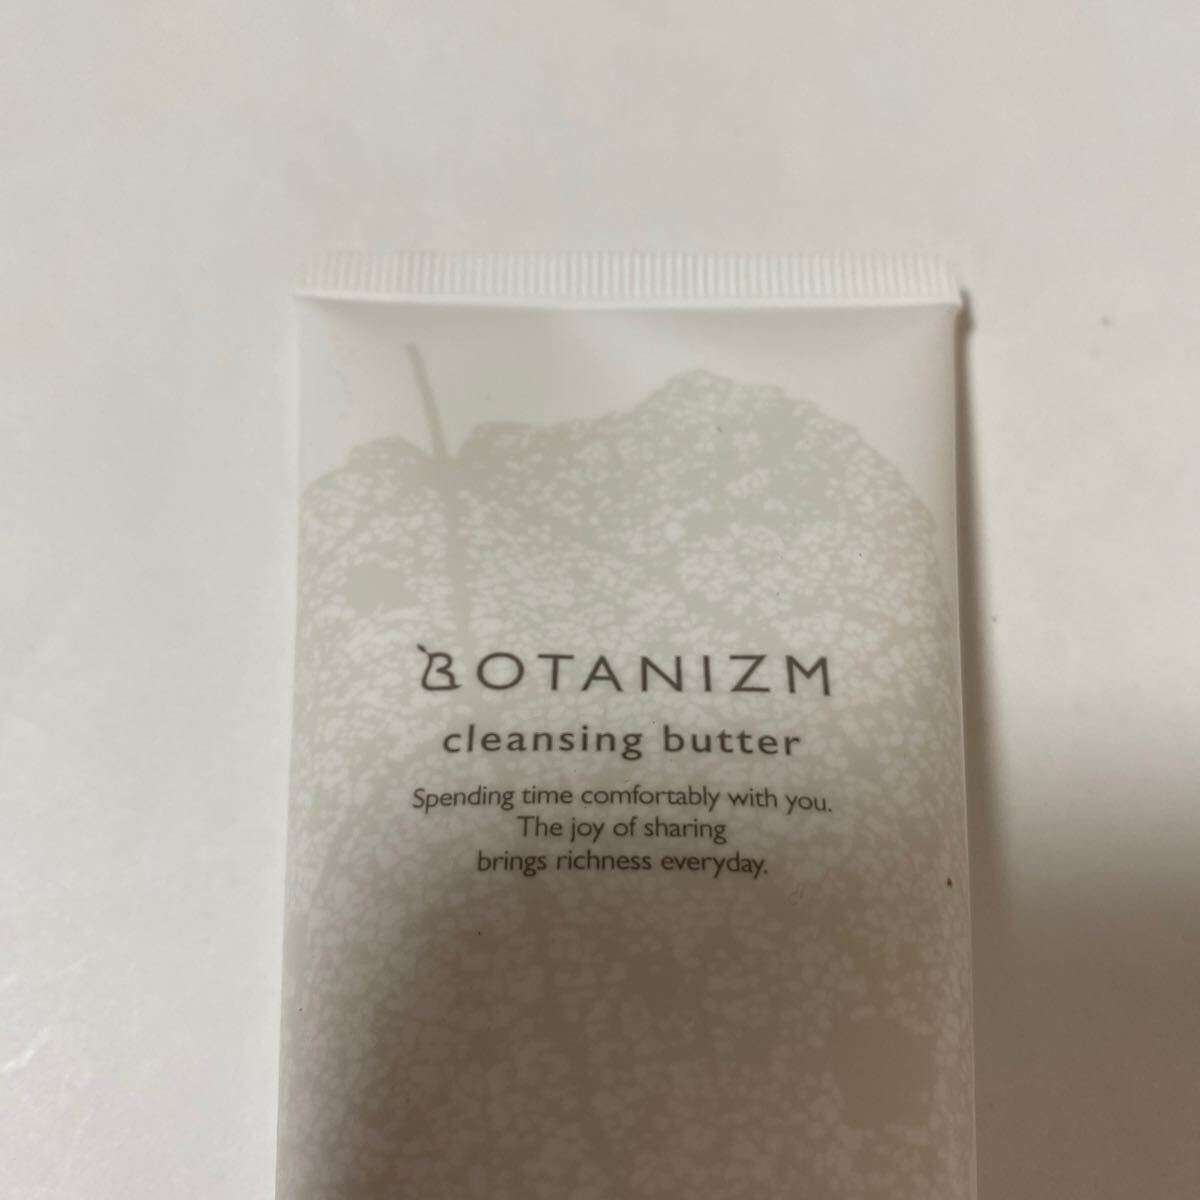 BOTANIZM
cleansing butter
Spending time comfortably with you.
The joy of sharing
brings richness everyday.